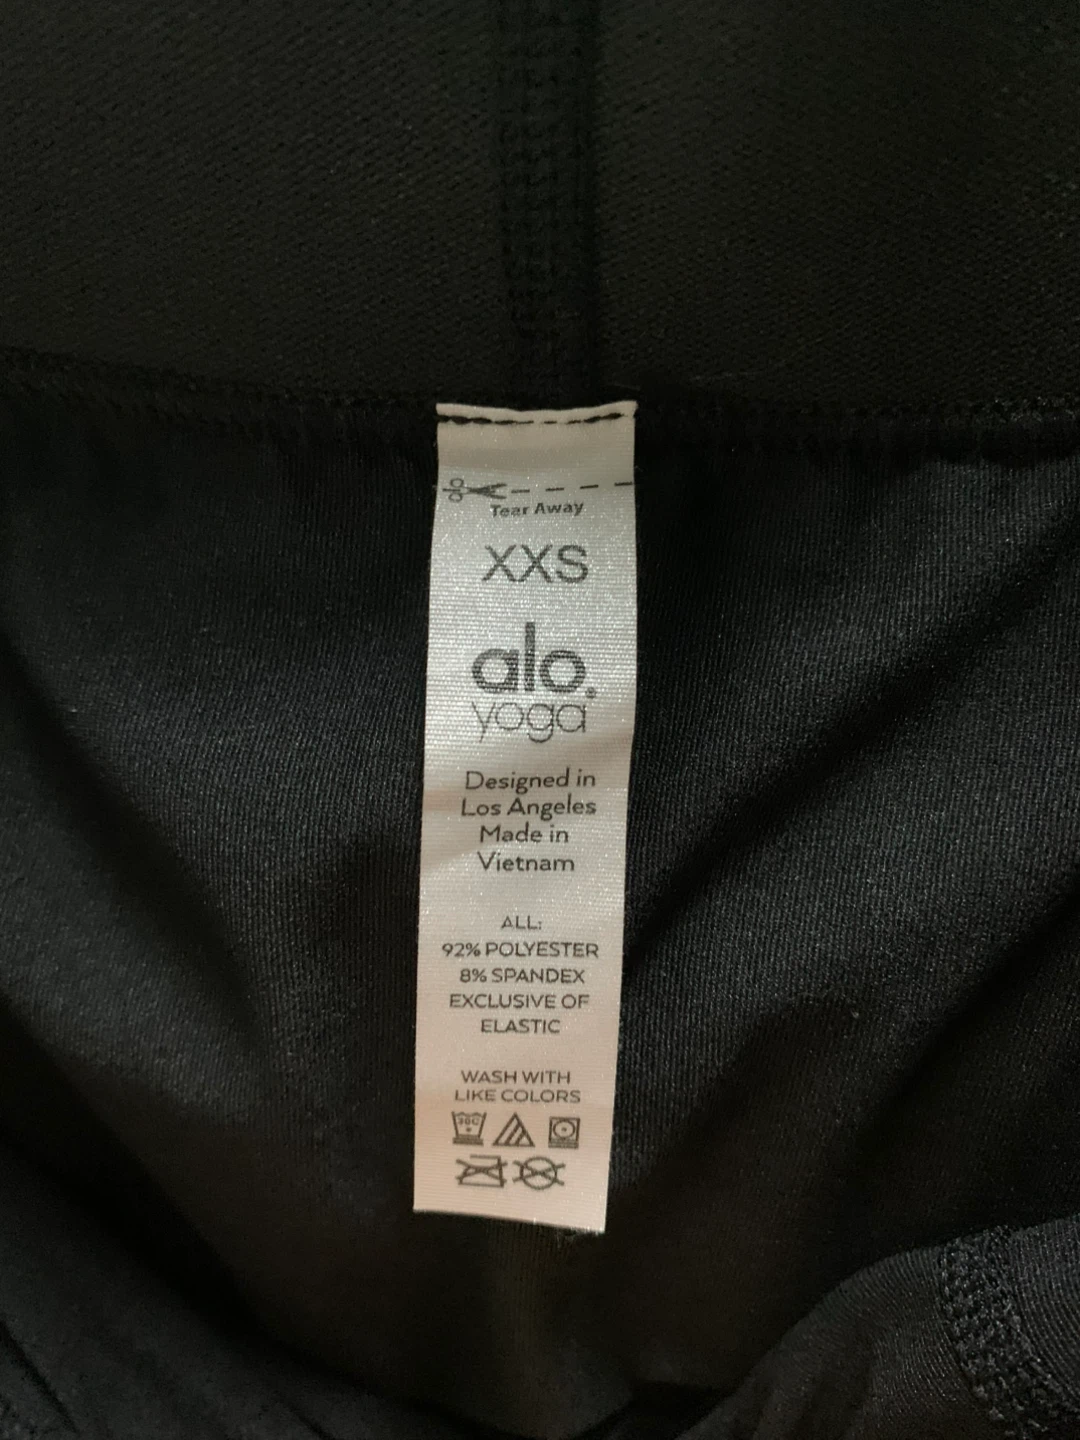 Tear Away
XXS
alo
yoga
Designed in
Los Angeles
Made in
Vietnam
ALL:
92% POLYESTER
8% SPANDEX
EXCLUSIVE OF
ELASTIC
WASH WITH
LIKE COLORS
30C